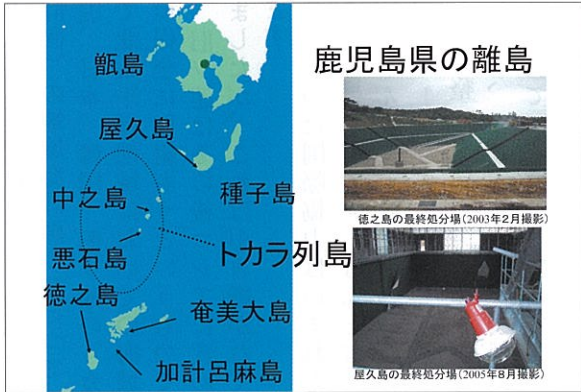 鹿児島県の離島
甑島
屋久島
種子島
中之島
悪石島
トカラ列島
徳之島
奄美大島
加計呂麻島
徳之島の最終処分場(2003年2月撮影)
屋久島の最終処分場(2005年8月撮影)